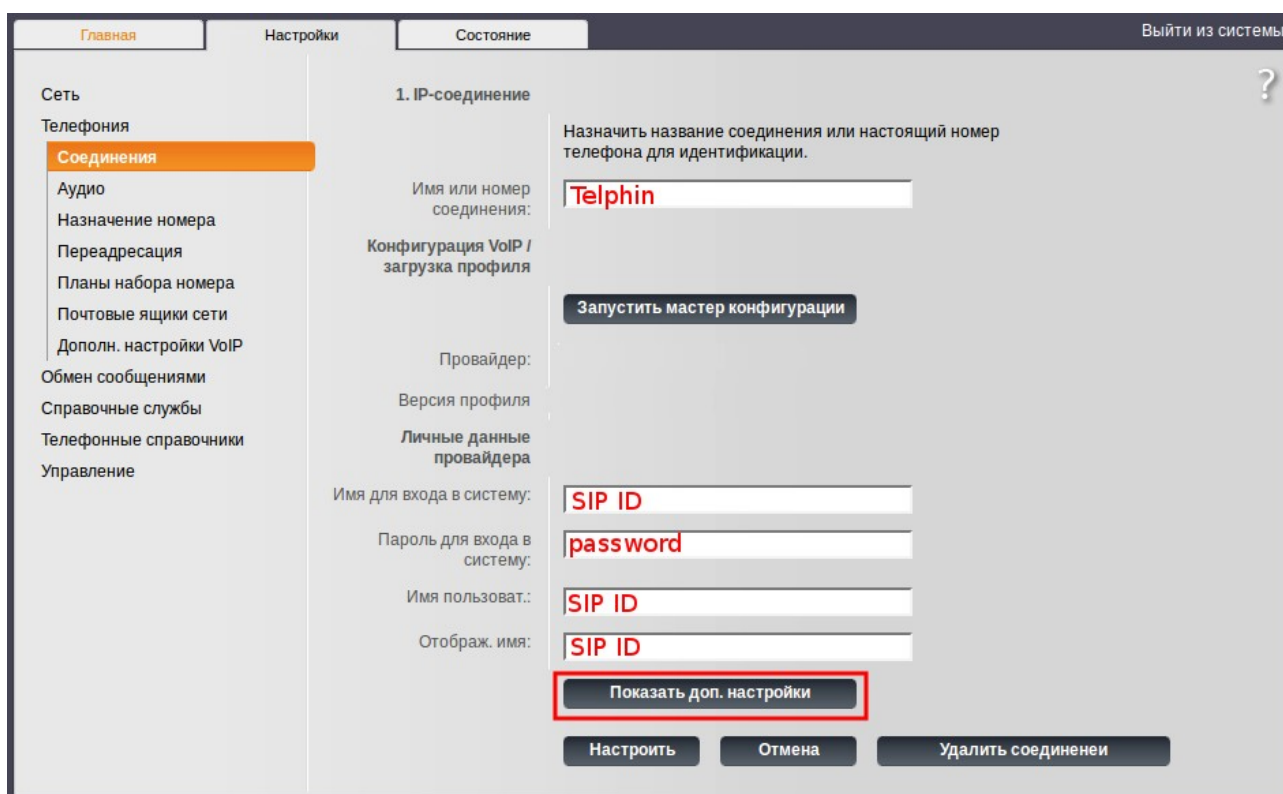 Главная
Настройки
Состояние
Выйти из системы
?
Сеть
Телефония
Соединения
Аудио
Назначение номера
Переадресация
Планы набора номера
Почтовые ящики сети
Дополн. настройки VoIP
Обмен сообщениями
Справочные службы
Телефонные справочники
Управление
1. IP-соединение
Назначить название соединения или настоящий номер
телефона для идентификации.
Имя или номер
соединения:
Telphin
Конфигурация VoIP /
загрузка профиля
Запустить мастер конфигурации
Провайдер:
Версия профиля
Личные данные
провайдера
Имя для входа в систему:
SIP ID
Пароль для входа в
систему:
password
Имя пользоват.:
SIP ID
Отображ. имя:
SIP ID
Показать доп. настройки
Настроить
Отмена
Удалить соединенеи